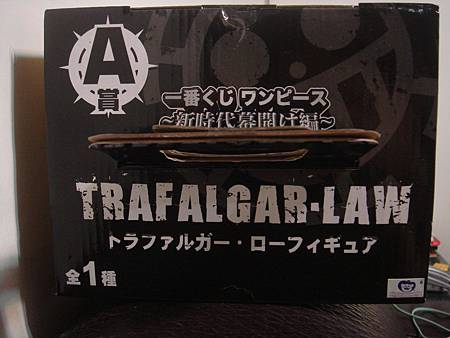 A
賞
一番くじ ワンピース
～新時代幕開け編～
TRAFALGAR·LAW
トラファルガー・ローフィギュア
全1種